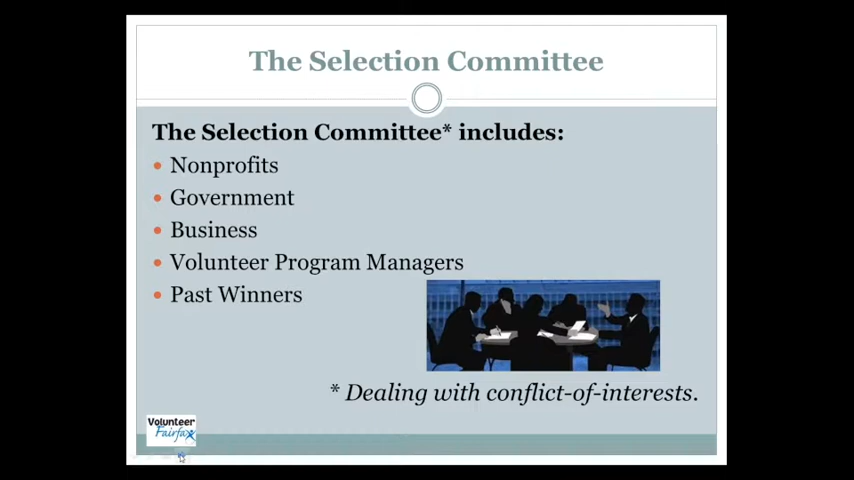 The Selection Committee
The Selection Committee* includes:
Nonprofits
Government
Business
Volunteer Program Managers
Past Winners
* Dealing with conflict-of-interests.
Volunteer
Fairfax